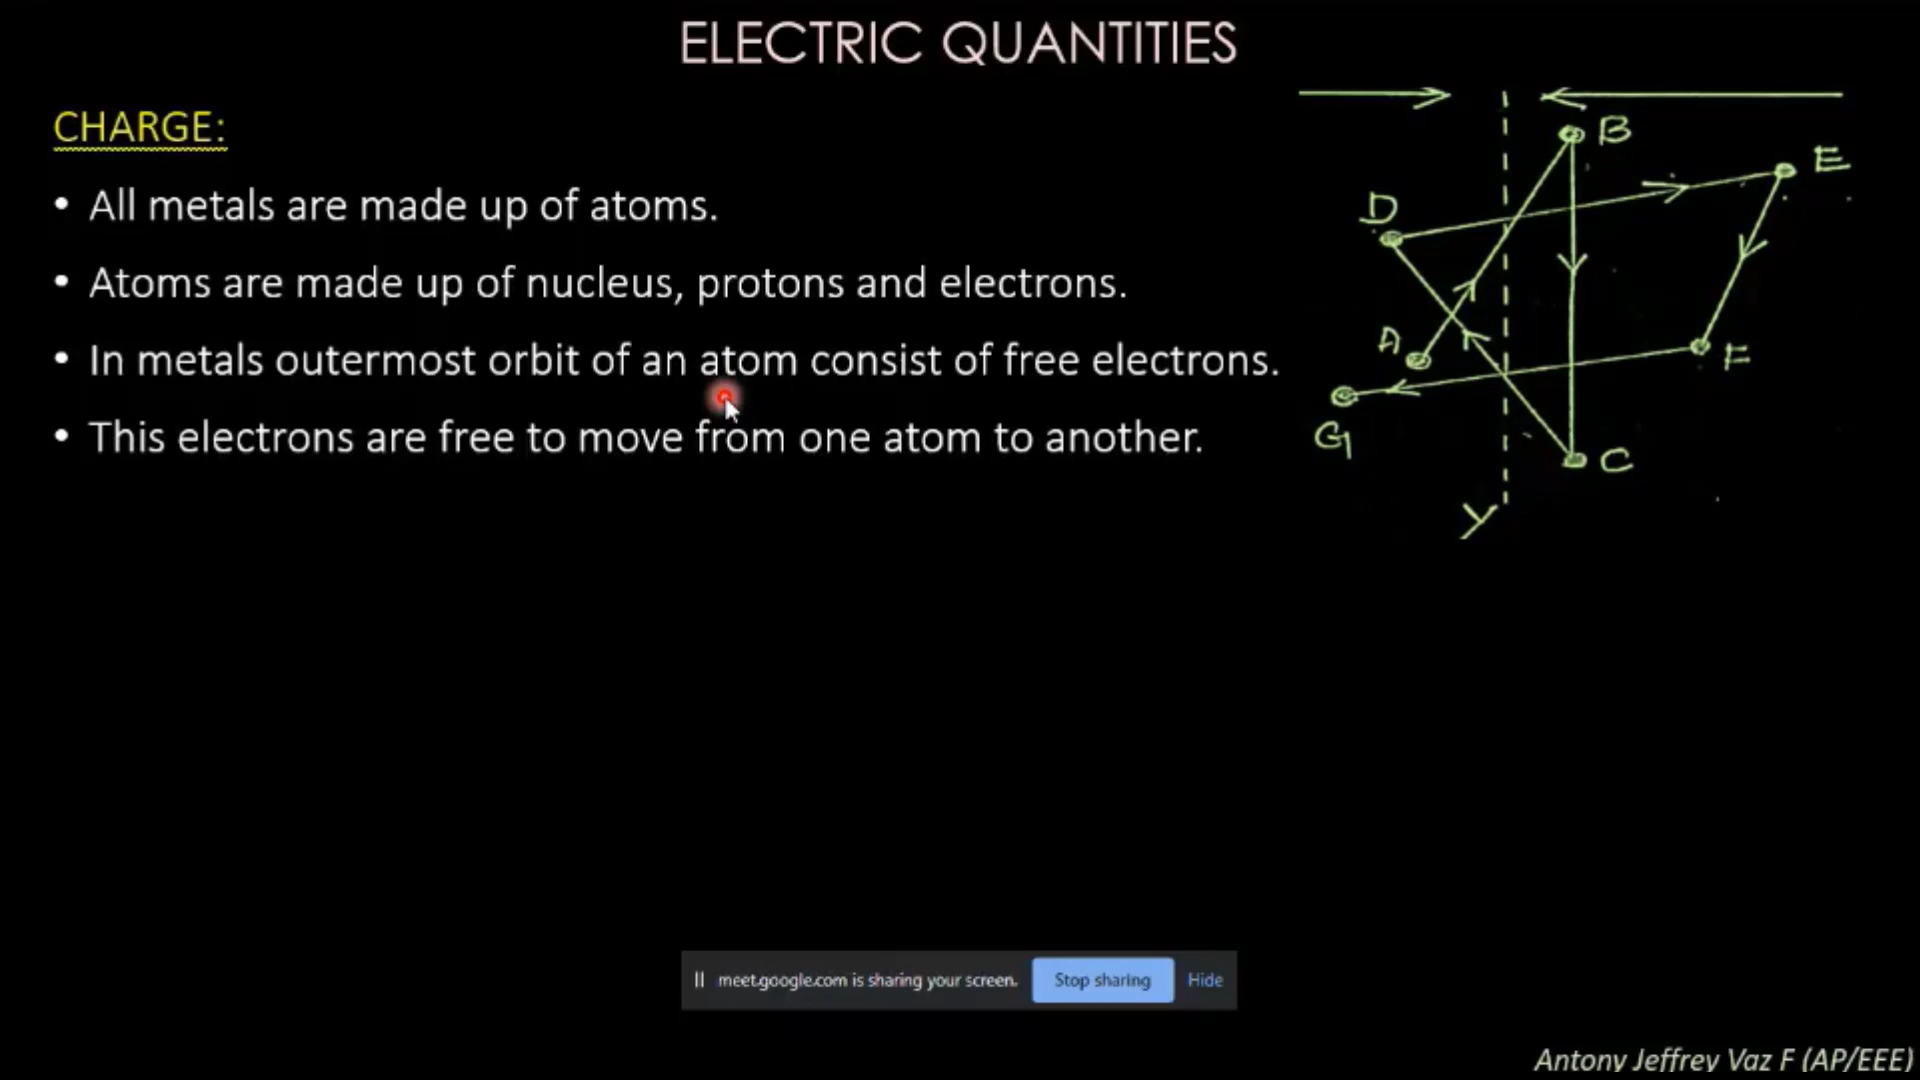 ELECTRIC QUANTITIES
CHARGE:
• All metals are made up of atoms.
• Atoms are made up of nucleus, protons and electrons.
• In metals outermost orbit of an atom consist of free electrons.
• This electrons are free to move from one atom to another.
B
E
D
A
F
G
C
Y
meet.google.com is sharing your screen.
Stop sharing
Hide
Antony Jeffrey Vaz F (AP/EEE)